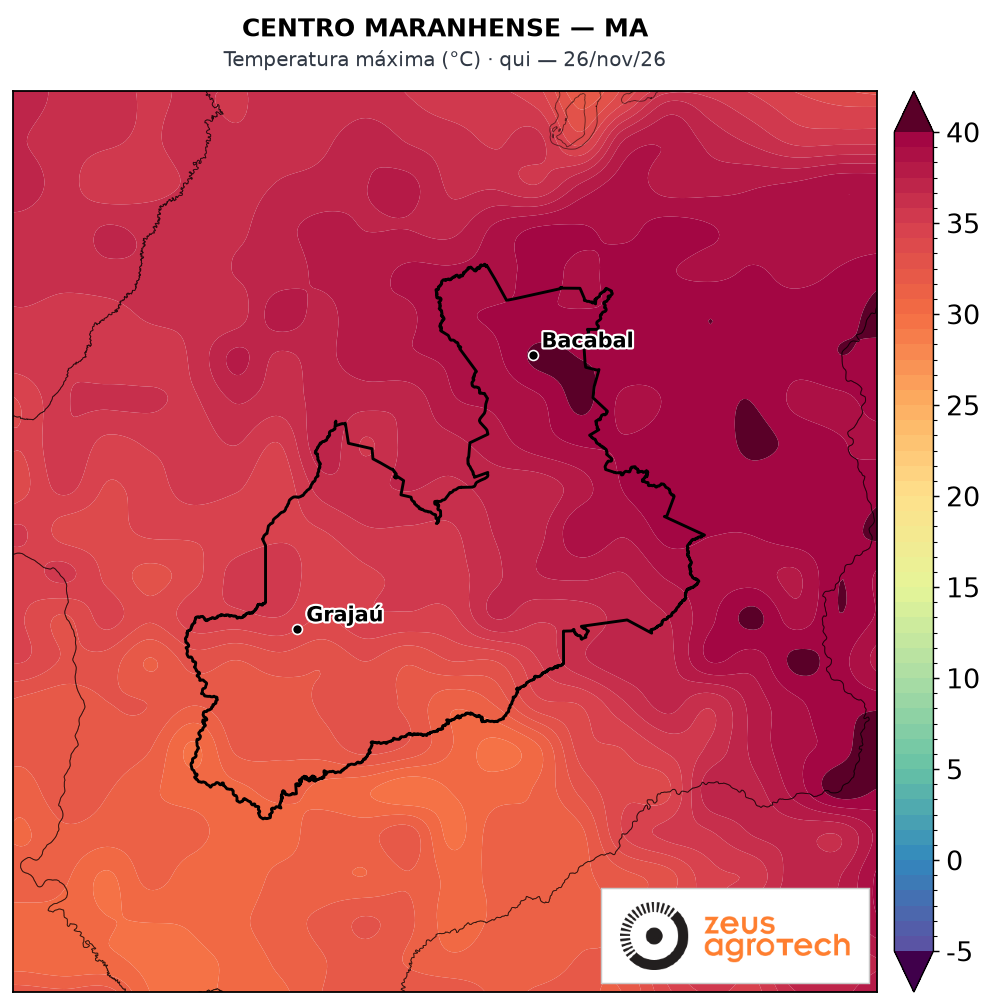 CENTRO MARANHENSE — MA
Temperatura máxima (°C) · qui — 26/nov/26
Bacabal
Grajaú
40
35
30
25
20
15
10
5
0
-5
zeus
agrotech